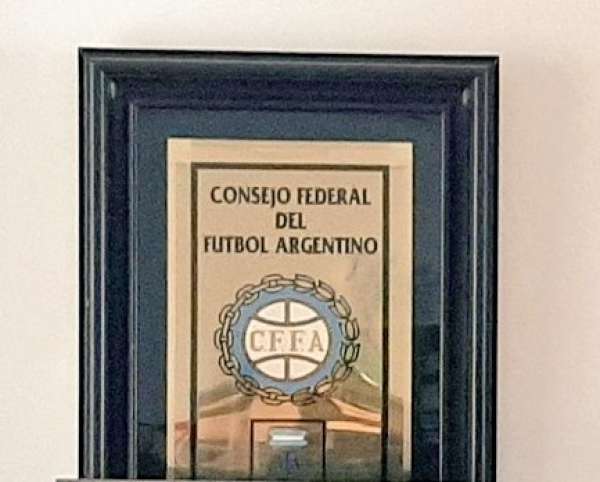 CONSEJO FEDERAL
DEL
FUTBOL ARGENTINO
C.F.F.A